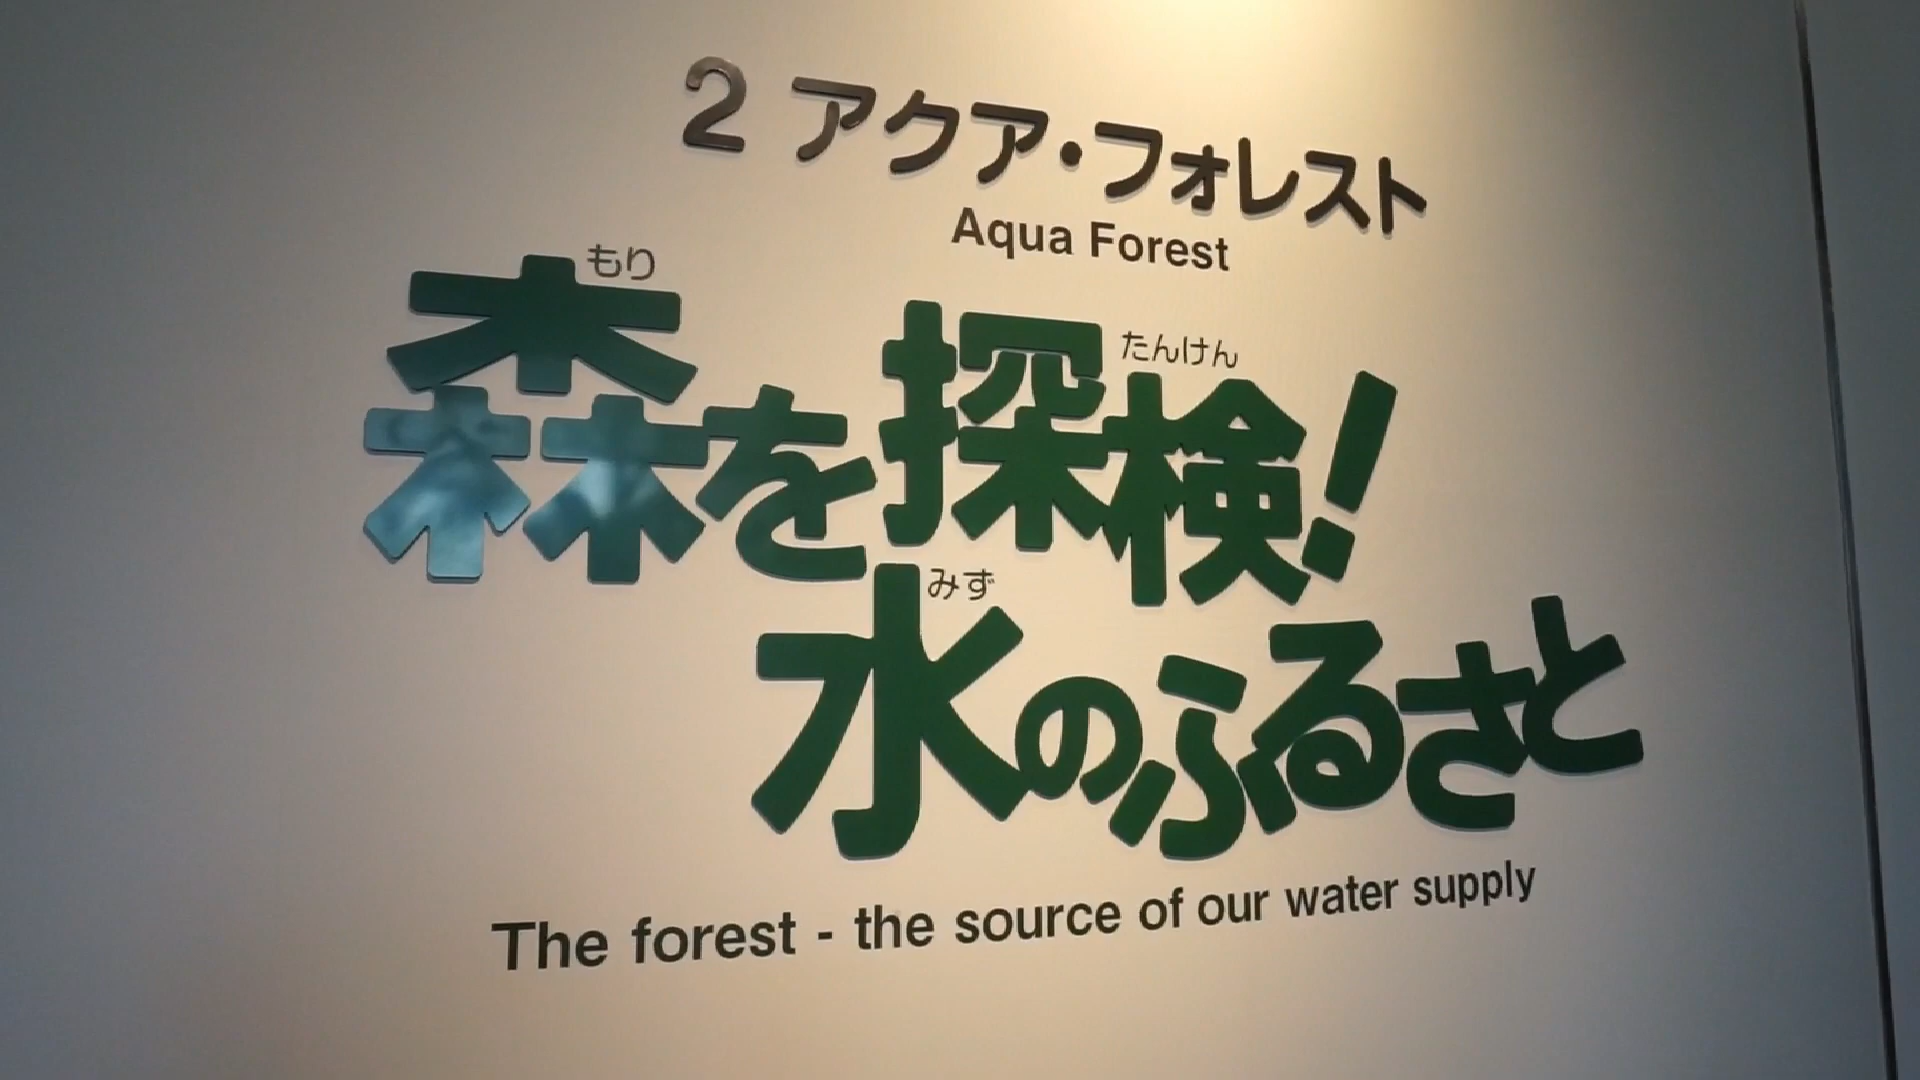 2 アクア・フォレスト
Aqua Forest
もり
たんけん
森を探検!
みず
水のふるさと
The forest - the source of our water supply